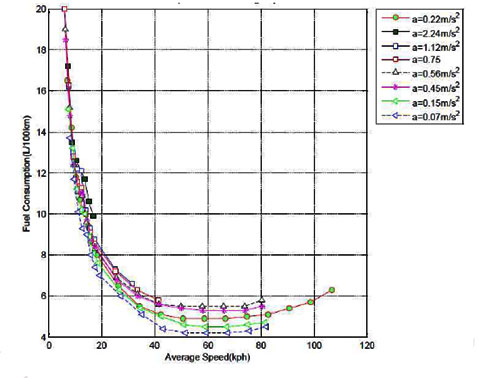 20
18
16
14
12
10
8
6
4
0
20
40
60
80
100
120
Fuel Consumption(L/100km)
Average Speed(kph)
a=0.22m/s²
a=2.24m/s²
a=1.12m/s²
a=0.75
a=0.56m/s²
a=0.45m/s²
a=0.15m/s²
a=0.07m/s²